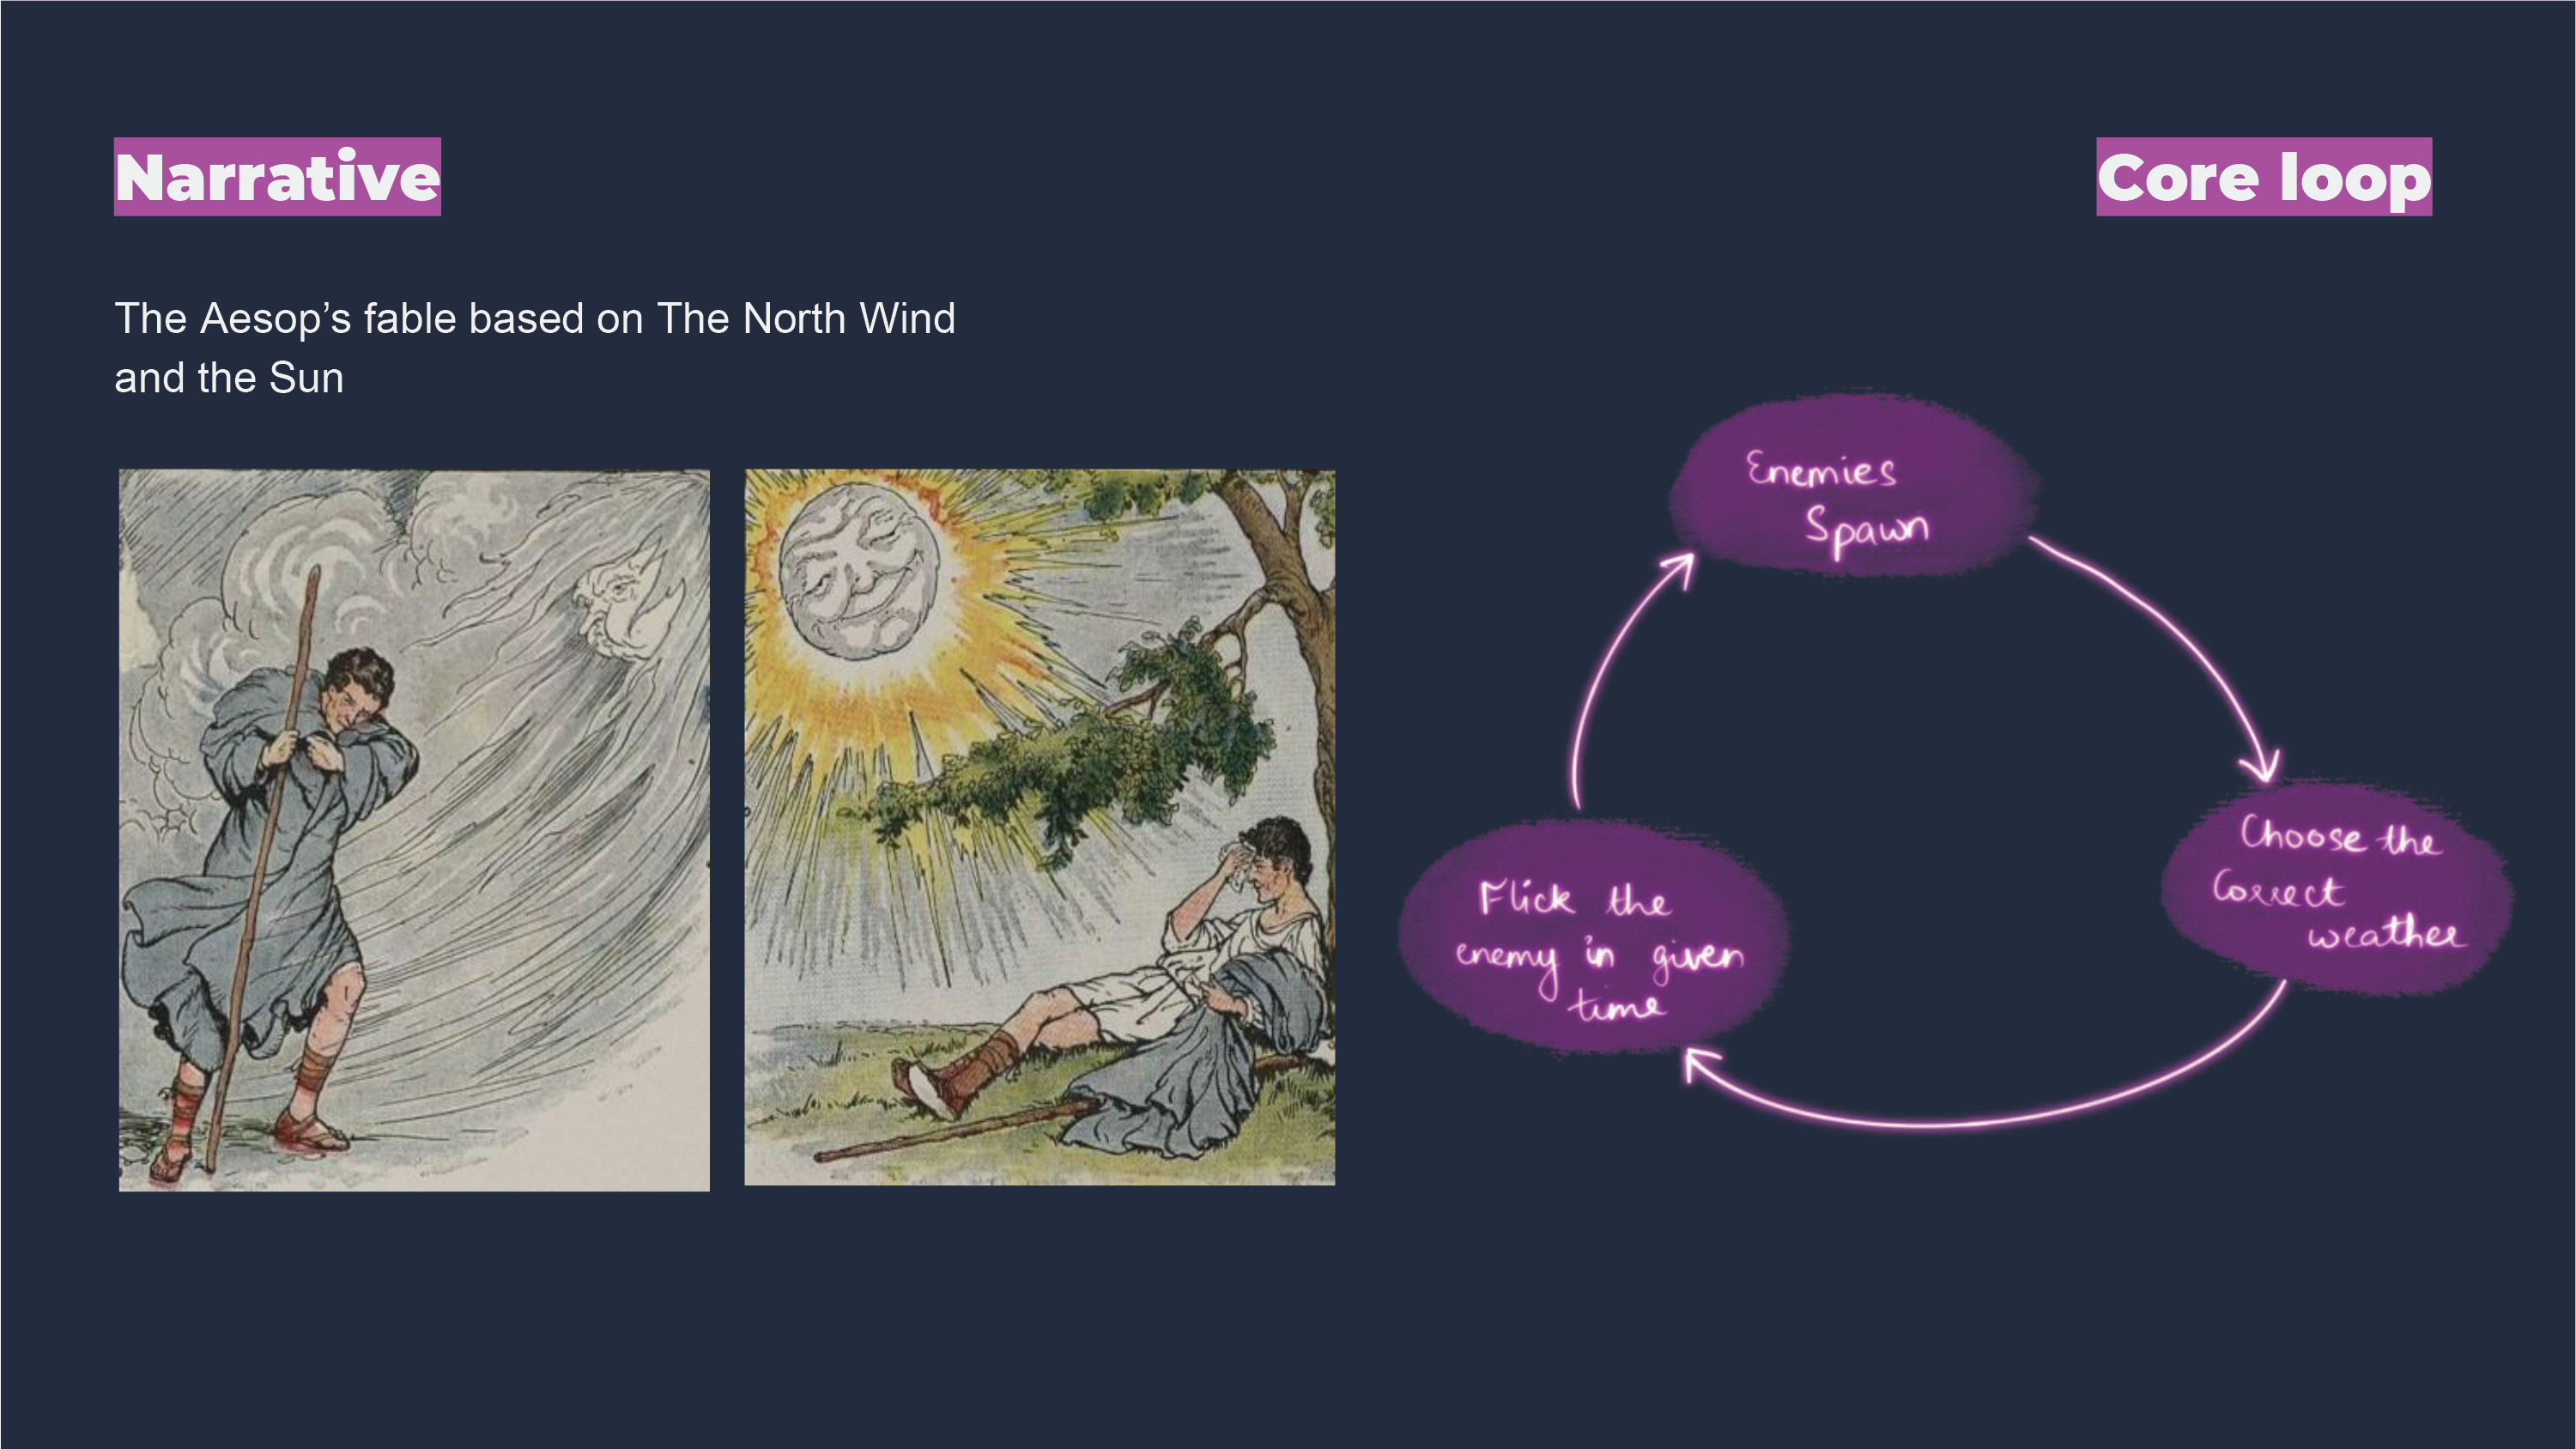 Narrative
The Aesop’s fable based on The North Wind
and the Sun
Core loop
Enemies
Spawn
Choose the
Correct
weather
Flick the
enemy in given
time